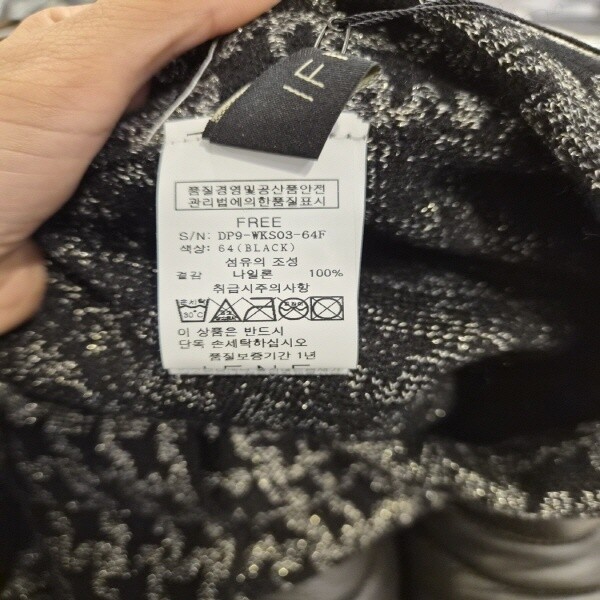 IF
품질경영및공산품안전
관리법에의한품질표시
FREE
S/N: DP9-WKS03-64F
색상: 64(BLACK)
섬유의 조성
겉감 나일론 100%
취급시주의사항
손세탁
30°C
이 상품은 반드시
단독 손세탁하십시오
품질보증기간 1년